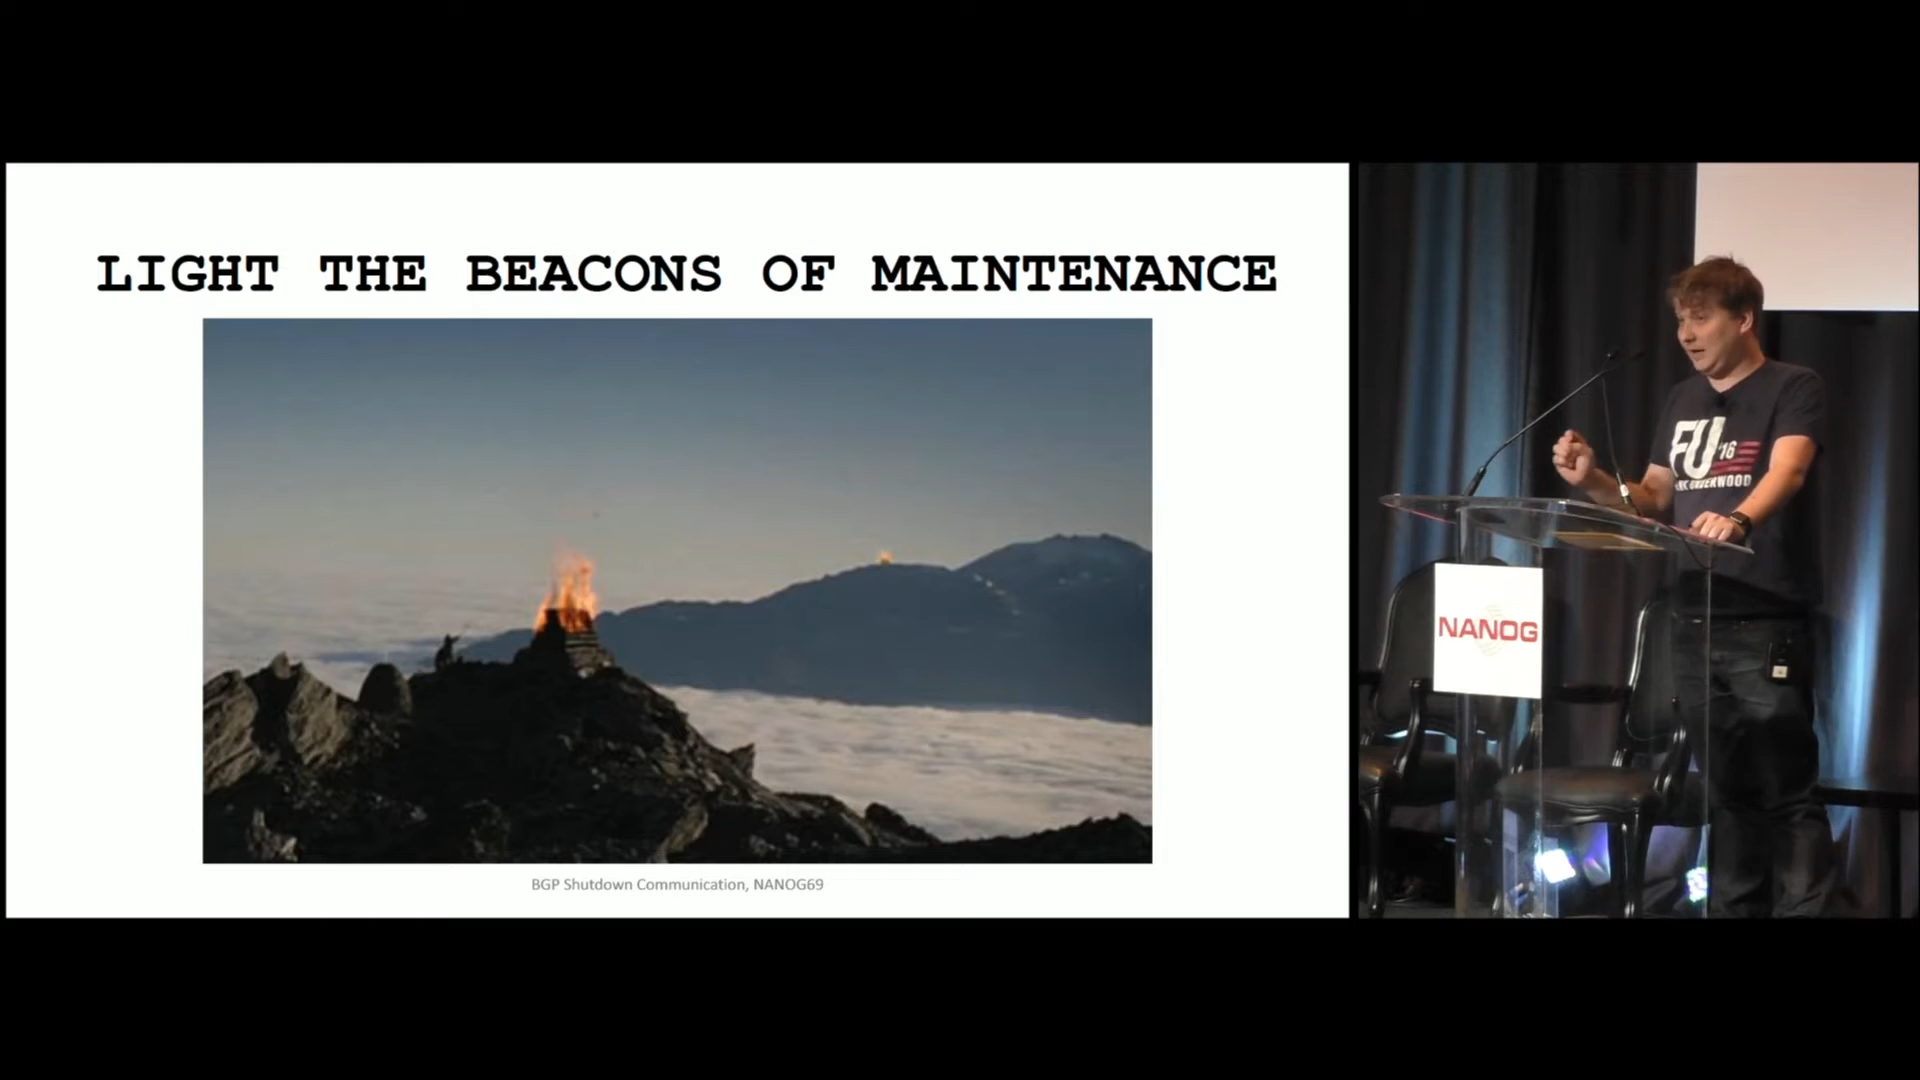 LIGHT THE BEACONS OF MAINTENANCE
BGP Shutdown Communication, NANOG69
FU '16
NANOG